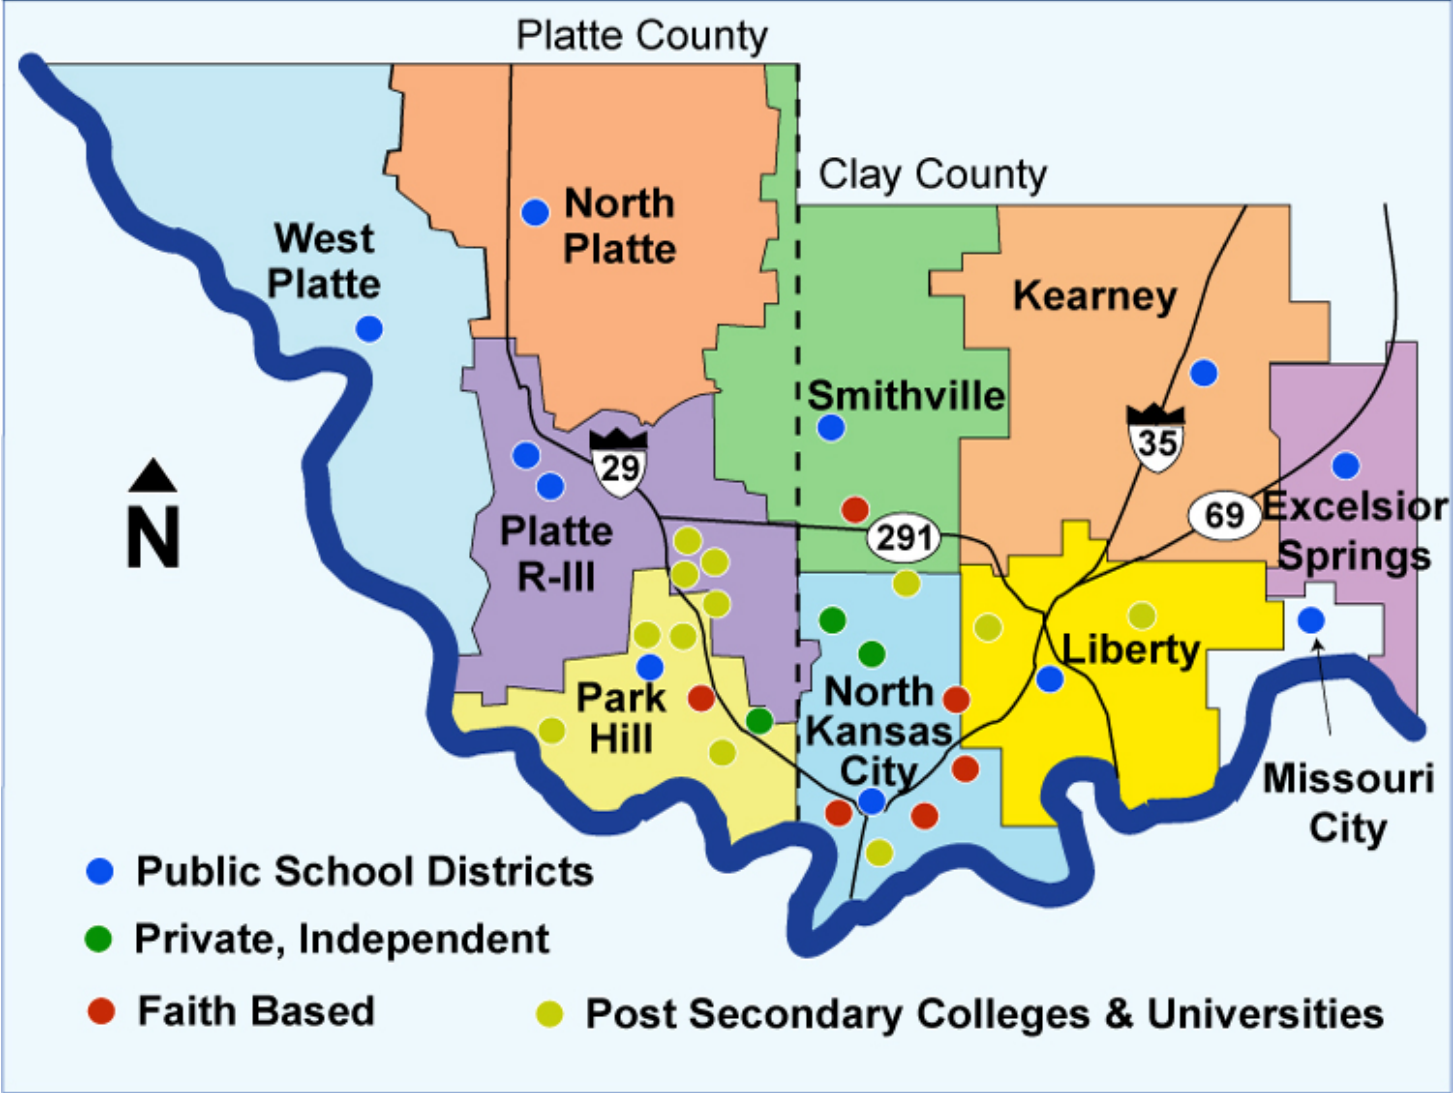 Platte County
Clay County
North
Platte
West
Platte
Kearney
Smithville
35
29
69
Excelsior
Springs
N
Platte
R-III
291
Liberty
Park
Hill
North
Kansas
City
Missouri
City
Public School Districts
Private, Independent
Faith Based
Post Secondary Colleges & Universities